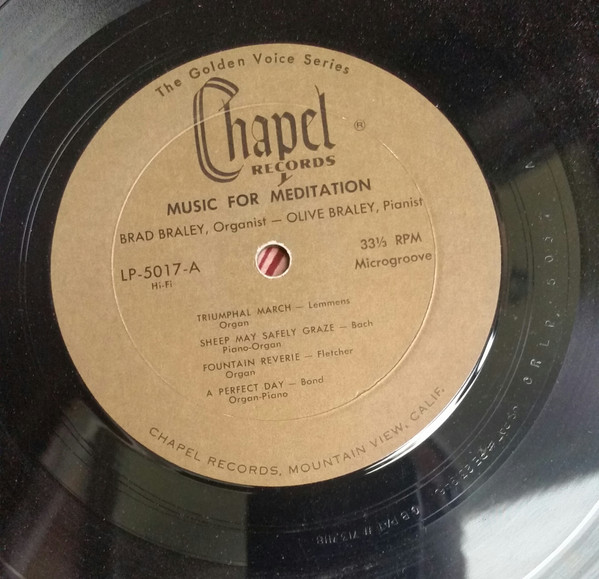 The Golden Voice Series
Chapel ®
RECORDS
MUSIC FOR MEDITATION
BRAD BRALEY, Organist — OLIVE BRALEY, Pianist
LP-5017-A
Hi-Fi
33⅓ RPM
Microgroove
TRIUMPHAL MARCH — Lemmens
Organ
SHEEP MAY SAFELY GRAZE — Bach
Piano-Organ
FOUNTAIN REVERIE — Fletcher
Organ
A PERFECT DAY — Bond
Organ-Piano
CHAPEL RECORDS, MOUNTAIN VIEW, CALIF.